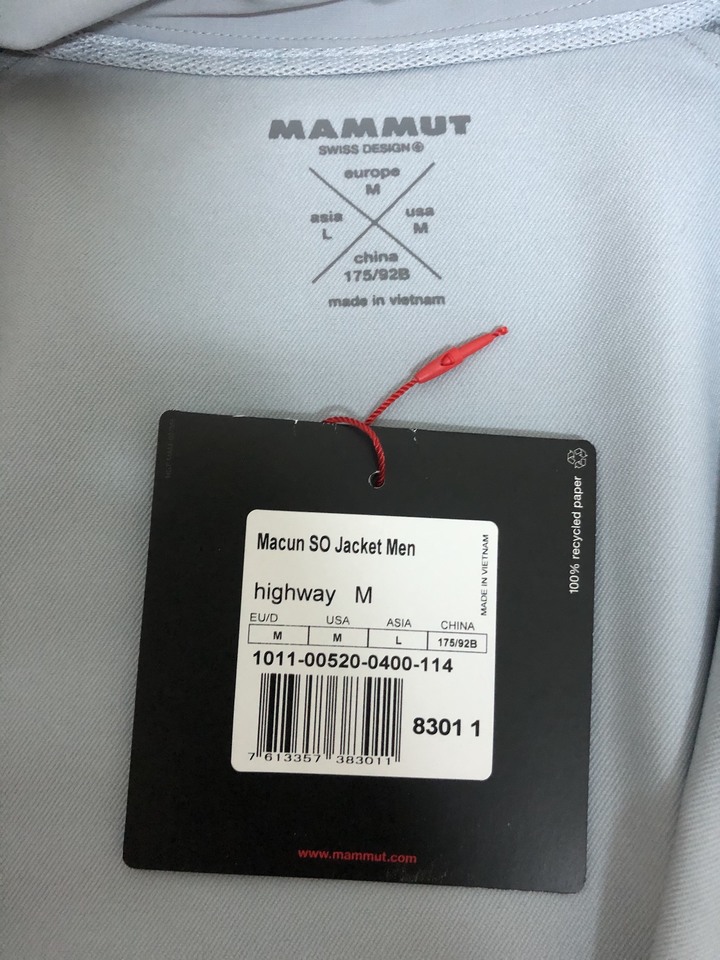 MAMMUT
SWISS DESIGN
europe
M
asia
L
usa
M
china
175/92B
made in vietnam
100% recycled paper
Macun SO Jacket Men
MADE IN VIETNAM
highway M
EU/D USA ASIA CHINA
M M L 175/92B
1011-00520-0400-114
8301 1
7 613357 383011
www.mammut.com